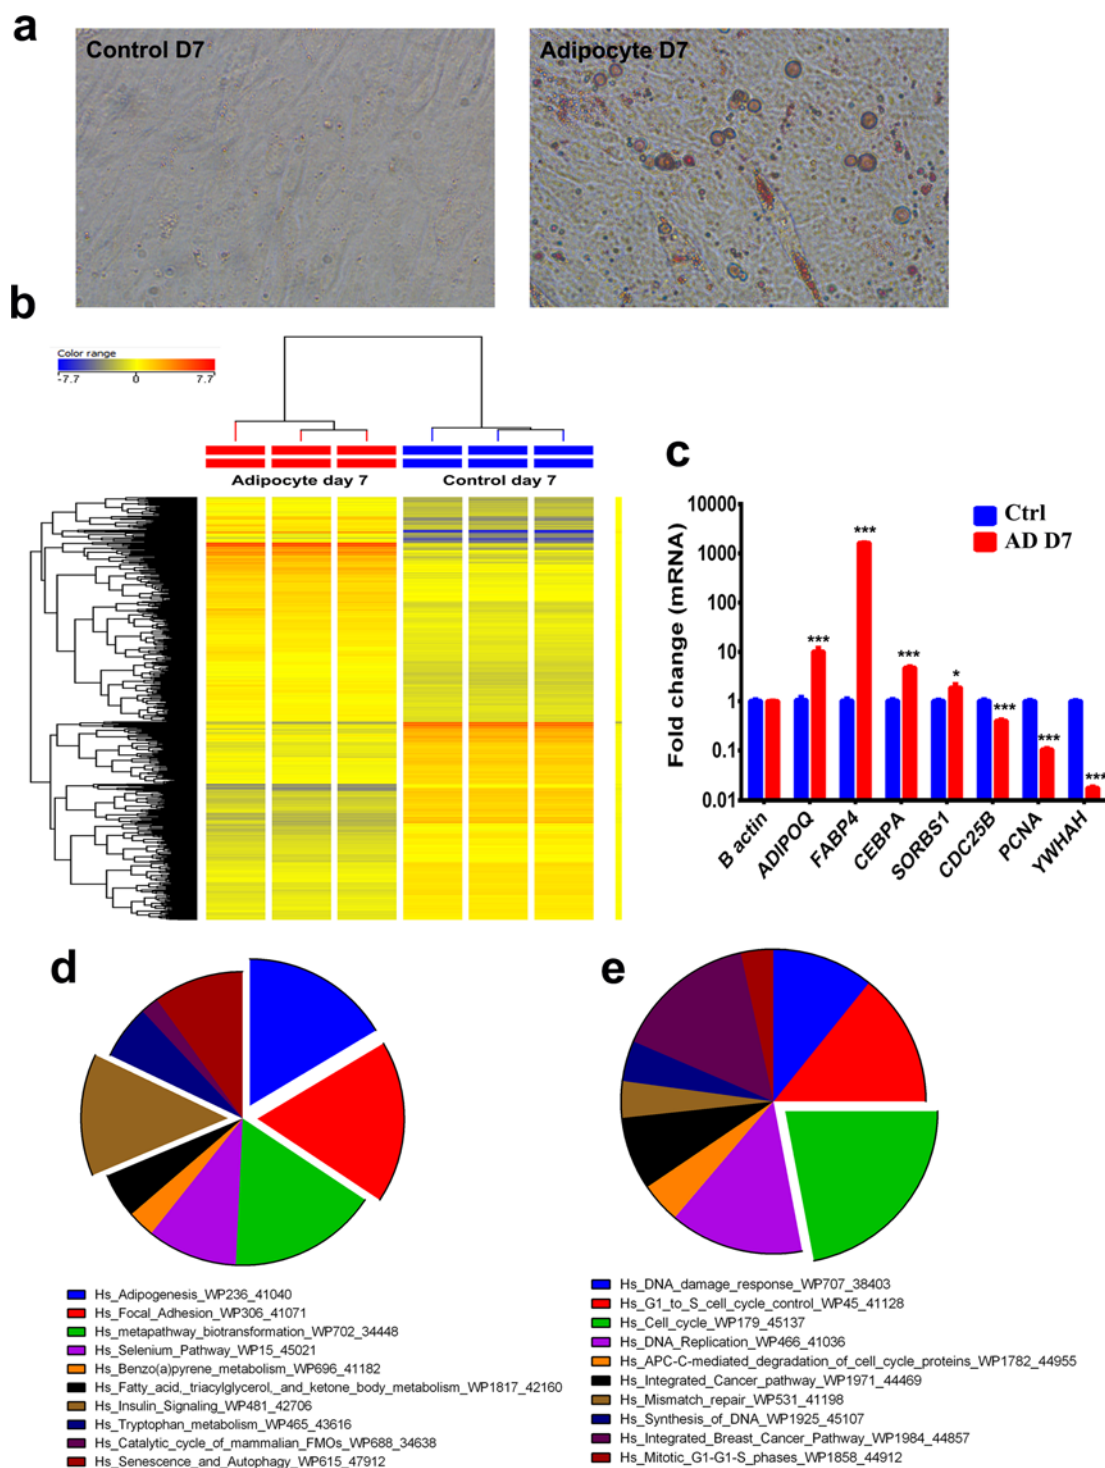 a
Control D7
Adipocyte D7
b
Color range
-7.7 0 7.7
Adipocyte day 7
Control day 7
c
Fold change (mRNA)
10000
1000
100
10
1
0.1
0.01
Ctrl
AD D7
***
***
***
*
***
***
***
B actin
ADIPOQ
FABP4
CEBPA
SORBS1
CDC25B
PCNA
YWHAH
d
Hs_Adipogenesis_WP236_41040
Hs_Focal_Adhesion_WP306_41071
Hs_metapathway_biotransformation_WP702_34448
Hs_Selenium_Pathway_WP15_45021
Hs_Benzo(a)pyrene_metabolism_WP696_41182
Hs_Fatty_acid,_triacylglycerol,_and_ketone_body_metabolism_WP1817_42160
Hs_Insulin_Signaling_WP481_42706
Hs_Tryptophan_metabolism_WP465_43616
Hs_Catalytic_cycle_of_mammalian_FMOs_WP688_34638
Hs_Senescence_and_Autophagy_WP615_47912
e
Hs_DNA_damage_response_WP707_38403
Hs_G1_to_S_cell_cycle_control_WP45_41128
Hs_Cell_cycle_WP179_45137
Hs_DNA_Replication_WP466_41036
Hs_APC-C-mediated_degradation_of_cell_cycle_proteins_WP1782_44955
Hs_Integrated_Cancer_pathway_WP1971_44469
Hs_Mismatch_repair_WP531_41198
Hs_Synthesis_of_DNA_WP1925_45107
Hs_Integrated_Breast_Cancer_Pathway_WP1984_44857
Hs_Mitotic_G1-G1-S_phases_WP1858_44912